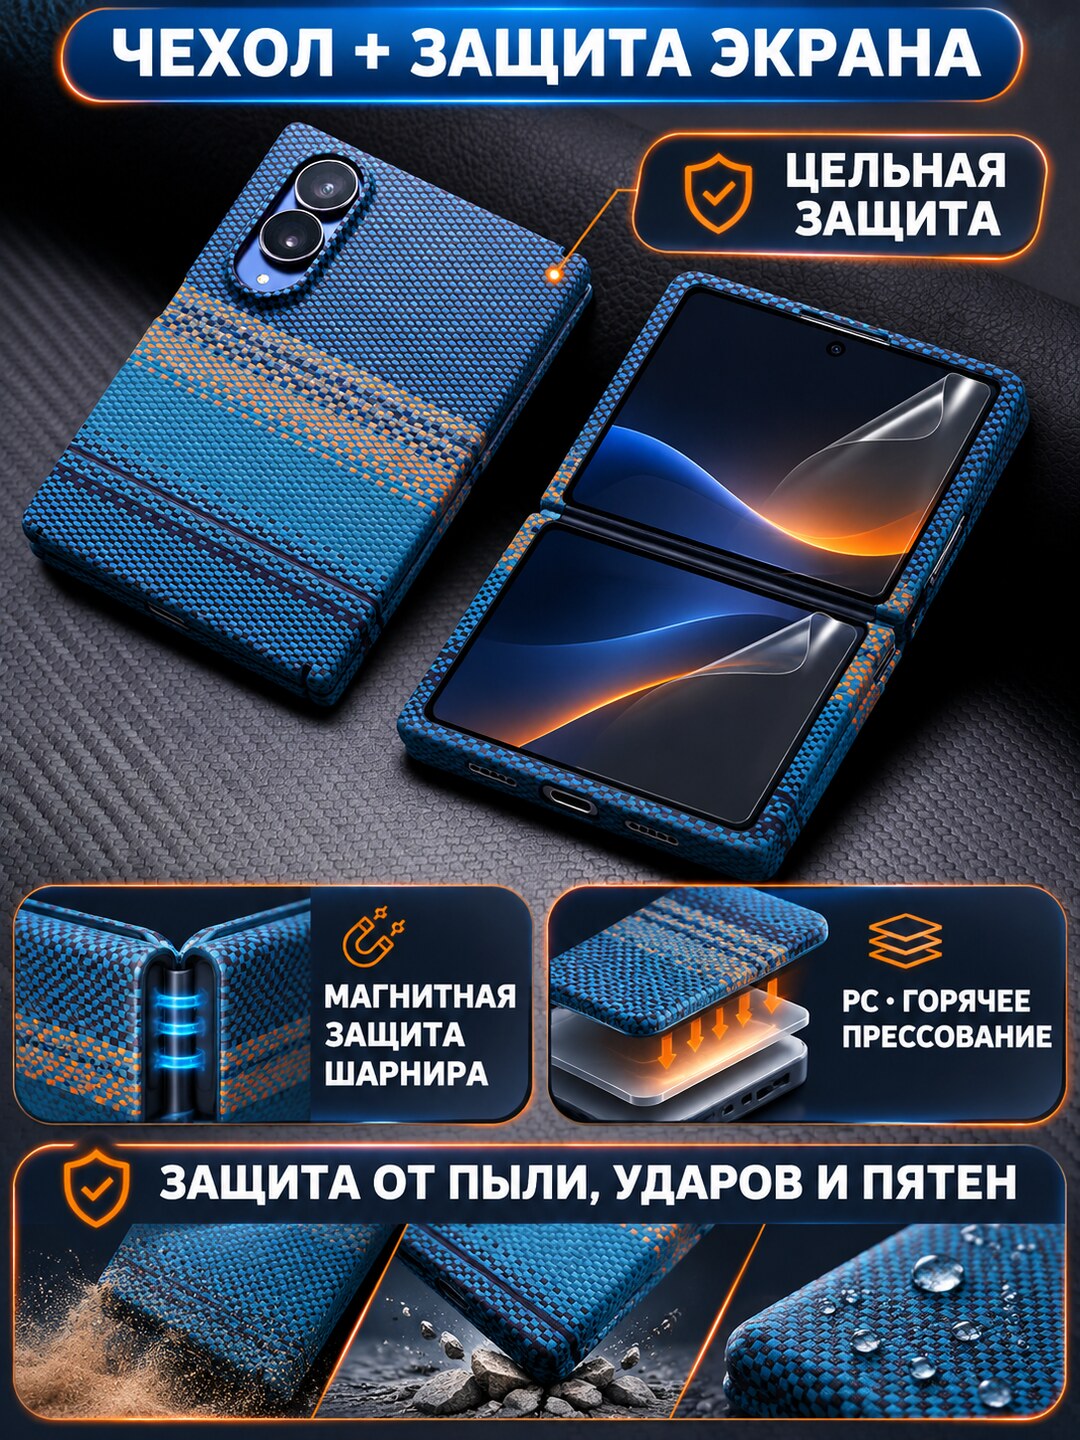 ЧЕХОЛ + ЗАЩИТА ЭКРАНА
ЦЕЛЬНАЯ
ЗАЩИТА
МАГНИТНАЯ
ЗАЩИТА
ШАРНИРА
PC • ГОРЯЧЕЕ
ПРЕССОВАНИЕ
ЗАЩИТА ОТ ПЫЛИ, УДАРОВ И ПЯТЕН